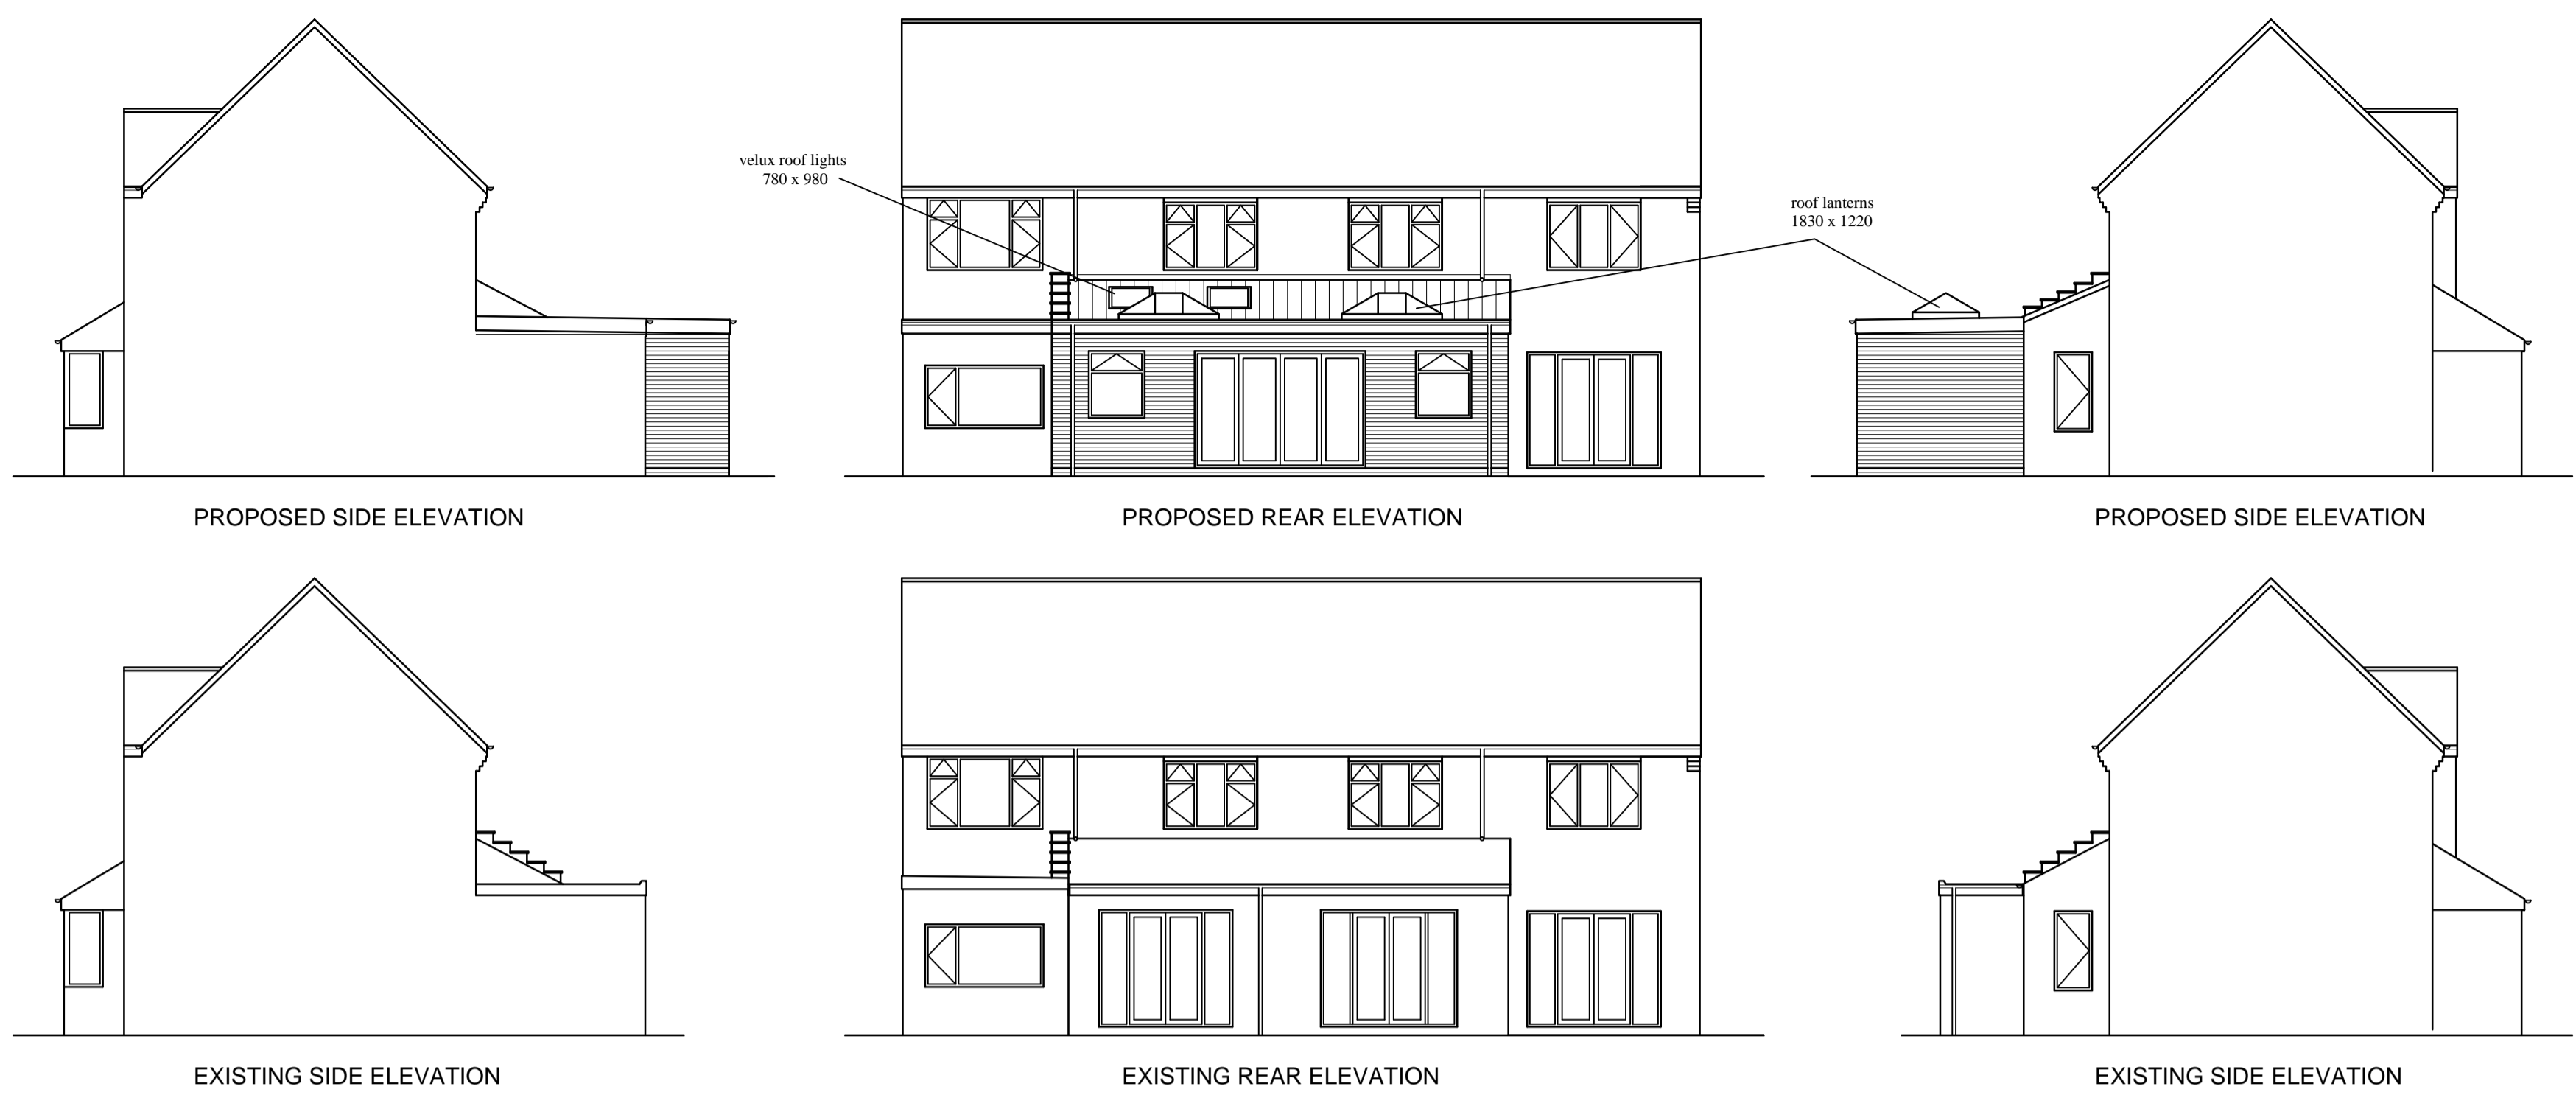 velux roof lights
780 x 980
roof lanterns
1830 x 1220
PROPOSED SIDE ELEVATION
PROPOSED REAR ELEVATION
PROPOSED SIDE ELEVATION
EXISTING SIDE ELEVATION
EXISTING REAR ELEVATION
EXISTING SIDE ELEVATION